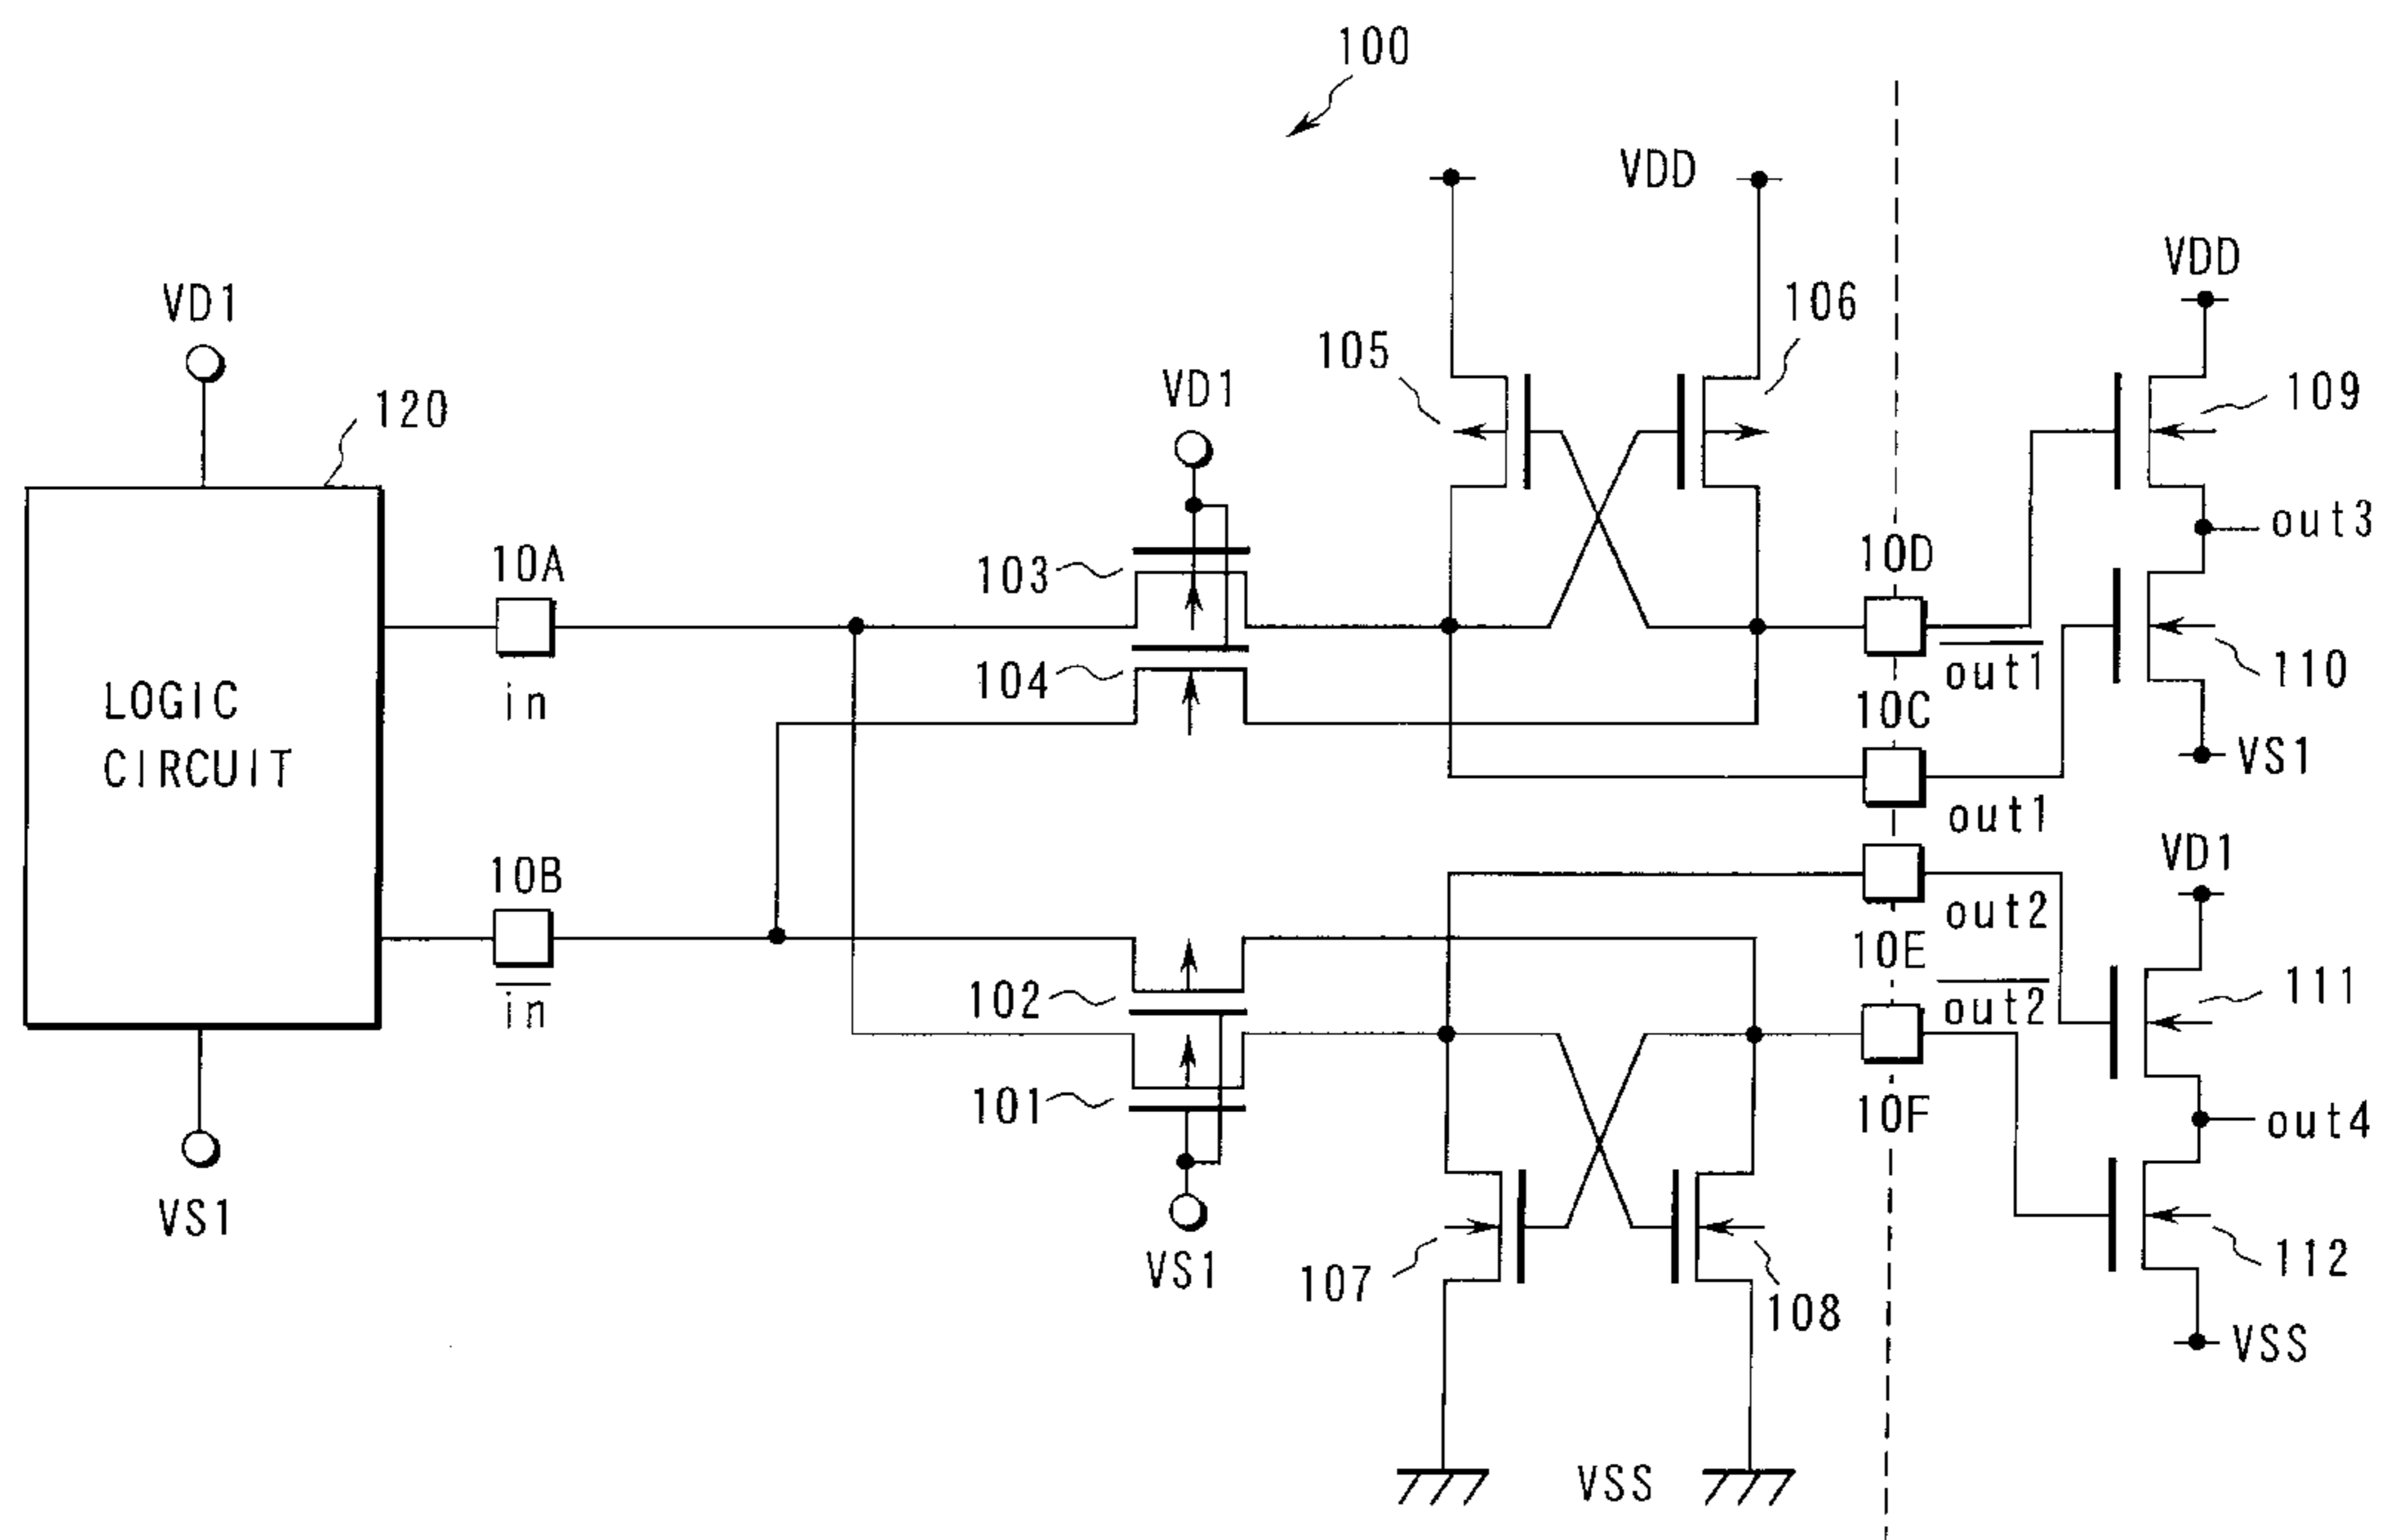 100
VDD
VDD
VD1
106
105
VD1
109
120
out3
10A
103
10D
out1
110
104
in
10C
LOGIC
CIRCUIT
VS1
out1
VD1
10B
out2
10E
111
in
102
out2
101
10F
out4
VS1
VS1
107
108
112
VSS
VSS